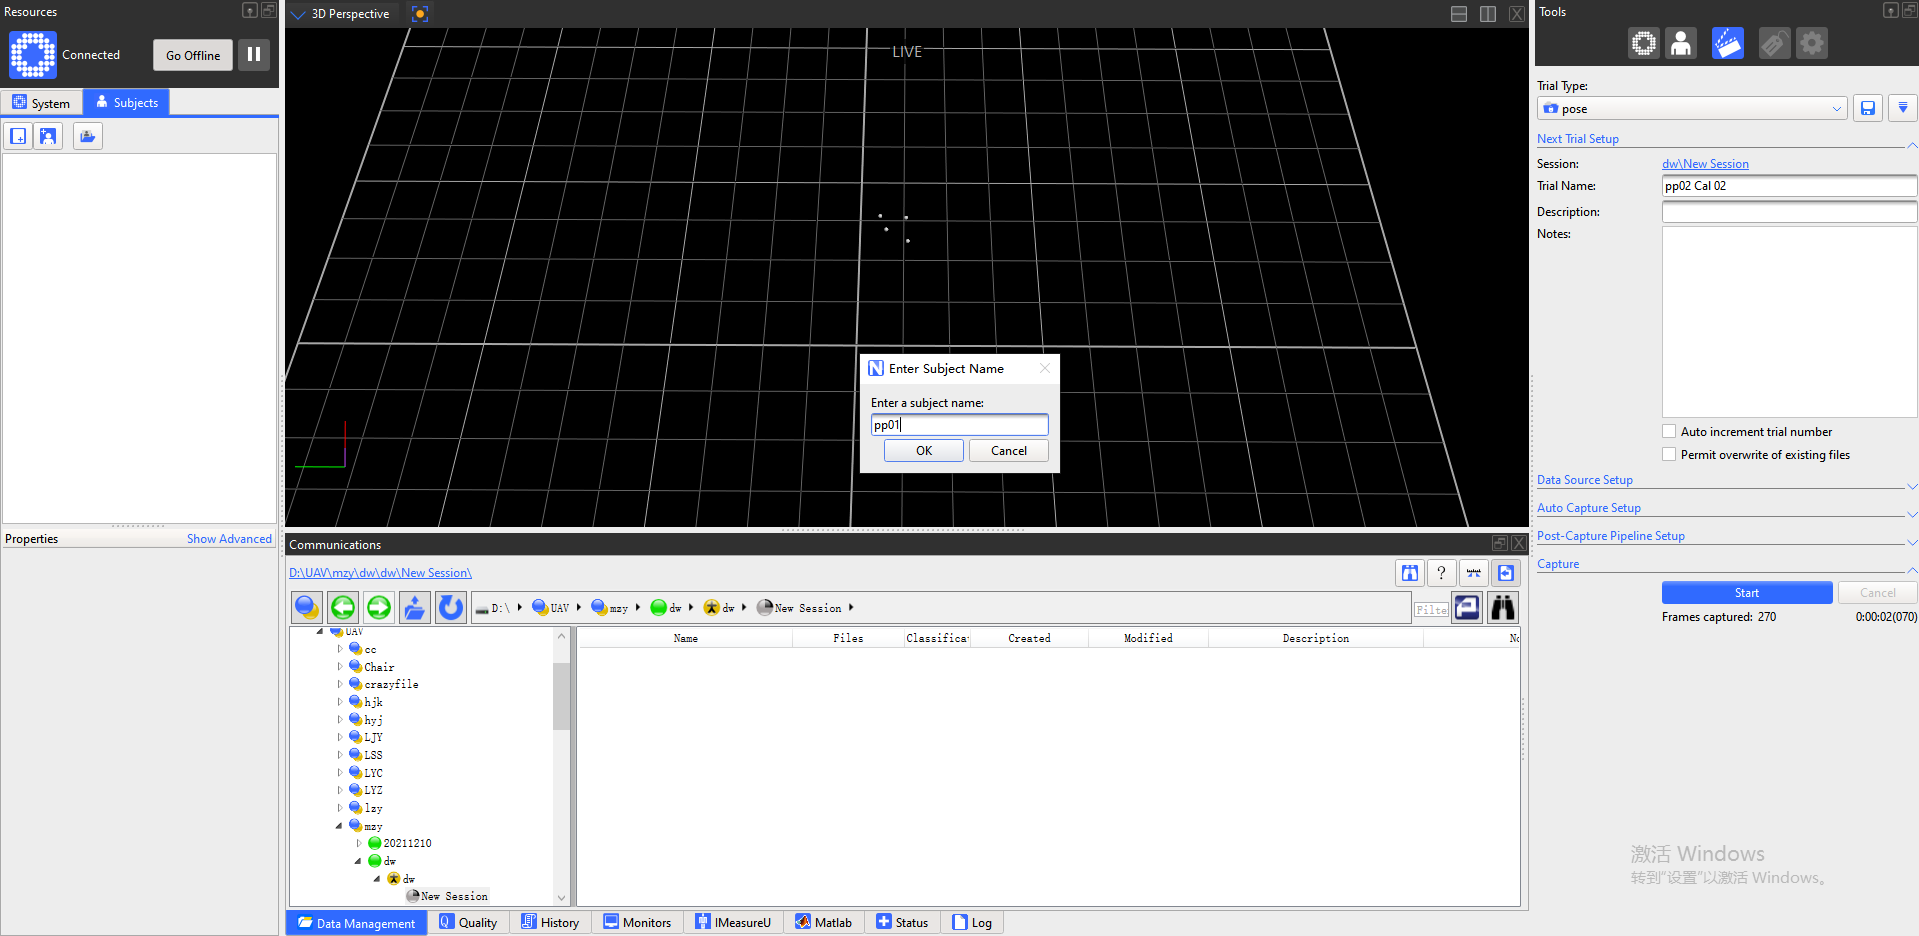 Resources
Connected
Go Offline
System
Subjects
Properties
Show Advanced
3D Perspective
LIVE
Enter Subject Name
Enter a subject name:
pp01
OK
Cancel
Communications
D:\UAV\mzy\dw\dw\New Session\
?
D:\
UAV
mzy
dw
dw
New Session
Filte
UAV
cc
Chair
crazyfile
hjk
hyj
LJY
LSS
LYC
LYZ
lzy
mzy
20211210
dw
dw
New Session
Name
Files
Classifica
Created
Modified
Description
No
Data Management
Quality
History
Monitors
IMeasureU
Matlab
Status
Log
Tools
Trial Type:
pose
Next Trial Setup
Session:
dw\New Session
Trial Name:
pp02 Cal 02
Description:
Notes:
Auto increment trial number
Permit overwrite of existing files
Data Source Setup
Auto Capture Setup
Post-Capture Pipeline Setup
Capture
Start
Cancel
Frames captured: 270
0:00:02(070)
激活 Windows
转到"设置"以激活 Windows。